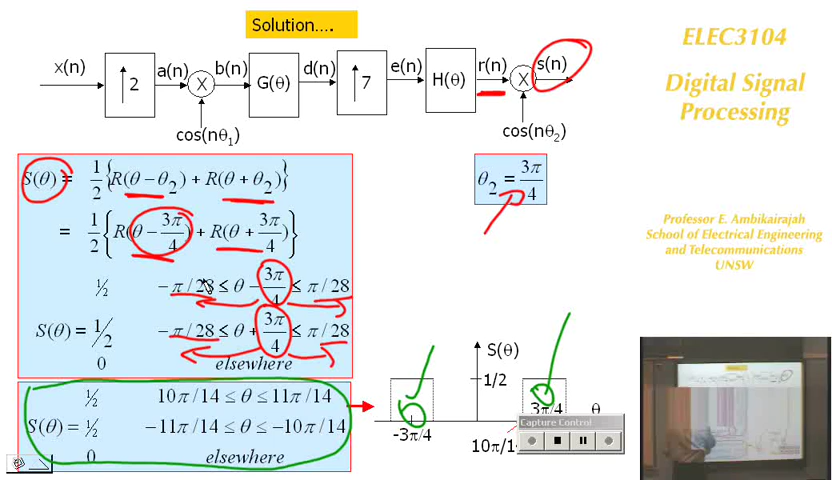 Solution....
x(n) ↑2 a(n) X b(n) G(θ) d(n) ↑7 e(n) H(θ) r(n) X s(n)
cos(nθ₁) cos(nθ₂)
S(θ) = 1/2 {R(θ − θ₂) + R(θ + θ₂)}
= 1/2 {R(θ − 3π/4) + R(θ + 3π/4)}
½ −π/28 ≤ θ − 3π/4 ≤ π/28
S(θ) = 1/2 −π/28 ≤ θ + 3π/4 ≤ π/28
0 elsewhere
½ 10π/14 ≤ θ ≤ 11π/14
S(θ) = ½ −11π/14 ≤ θ ≤ −10π/14
0 elsewhere
θ₂ = 3π/4
S(θ)
1/2
-3π/4 3π/4 θ
10π/1
Capture Control
ELEC3104
Digital Signal
Processing
Professor E. Ambikairajah
School of Electrical Engineering
and Telecommunications
UNSW